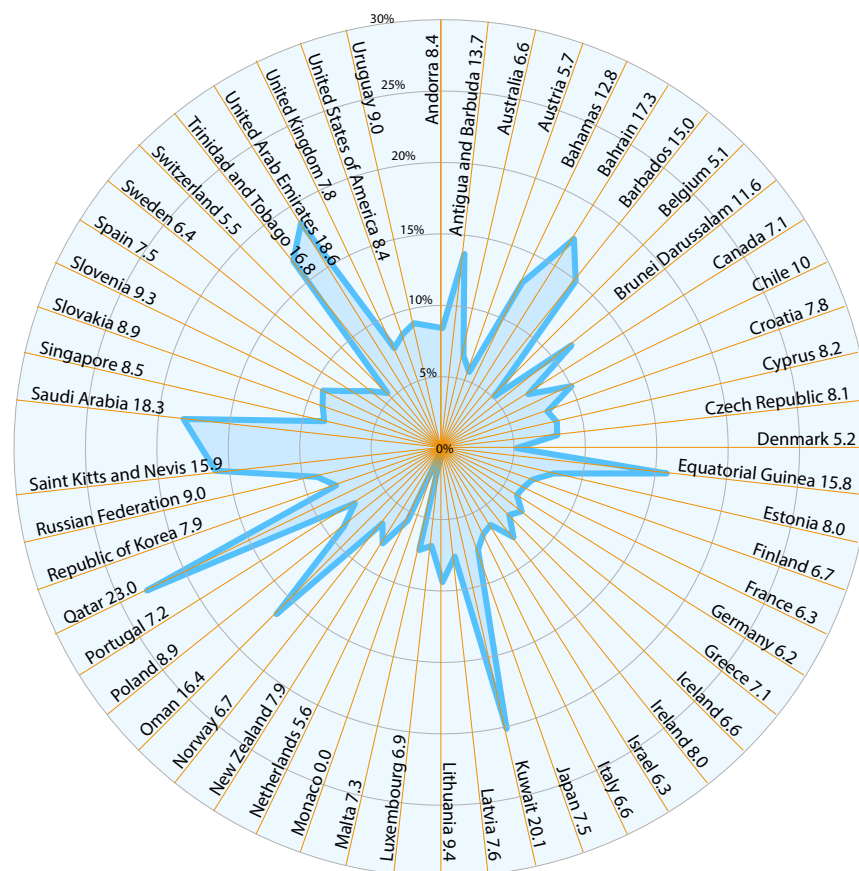 30%
25%
20%
15%
10%
5%
0%
Andorra 8.4
Antigua and Barbuda 13.7
Australia 6.6
Austria 5.7
Bahamas 12.8
Bahrain 17.3
Barbados 15.0
Belgium 5.1
Brunei Darussalam 11.6
Canada 7.1
Chile 10
Croatia 7.8
Cyprus 8.2
Czech Republic 8.1
Denmark 5.2
Equatorial Guinea 15.8
Estonia 8.0
Finland 6.7
France 6.3
Germany 6.2
Greece 7.1
Iceland 6.6
Ireland 8.0
Israel 6.3
Italy 6.6
Japan 7.5
Kuwait 20.1
Latvia 7.6
Lithuania 9.4
Luxembourg 6.9
Malta 7.3
Monaco 0.0
Netherlands 5.6
New Zealand 7.9
Norway 6.7
Oman 16.4
Poland 8.9
Portugal 7.2
Qatar 23.0
Republic of Korea 7.9
Russian Federation 9.0
Saint Kitts and Nevis 15.9
Saudi Arabia 18.3
Singapore 8.5
Slovakia 8.9
Slovenia 9.3
Spain 7.5
Sweden 6.4
Switzerland 5.5
Trinidad and Tobago 16.8
United Arab Emirates 18.6
United Kingdom 7.8
United States of America 8.4
Uruguay 9.0